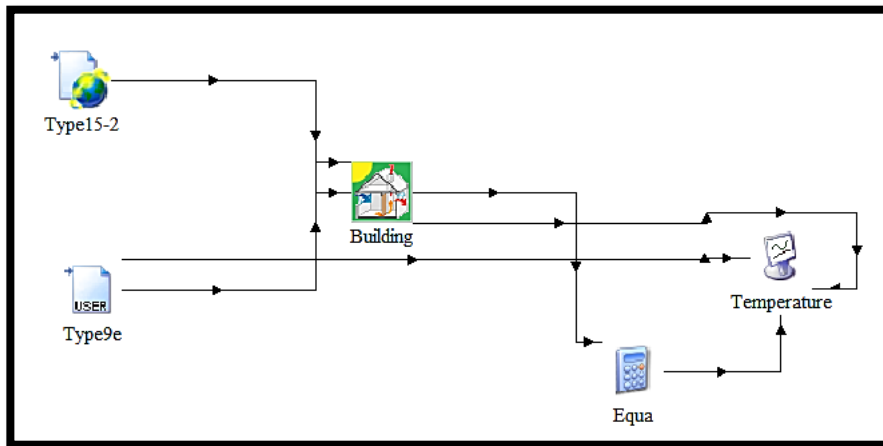 Type15-2
Building
USER
Type9e
Temperature
Equa